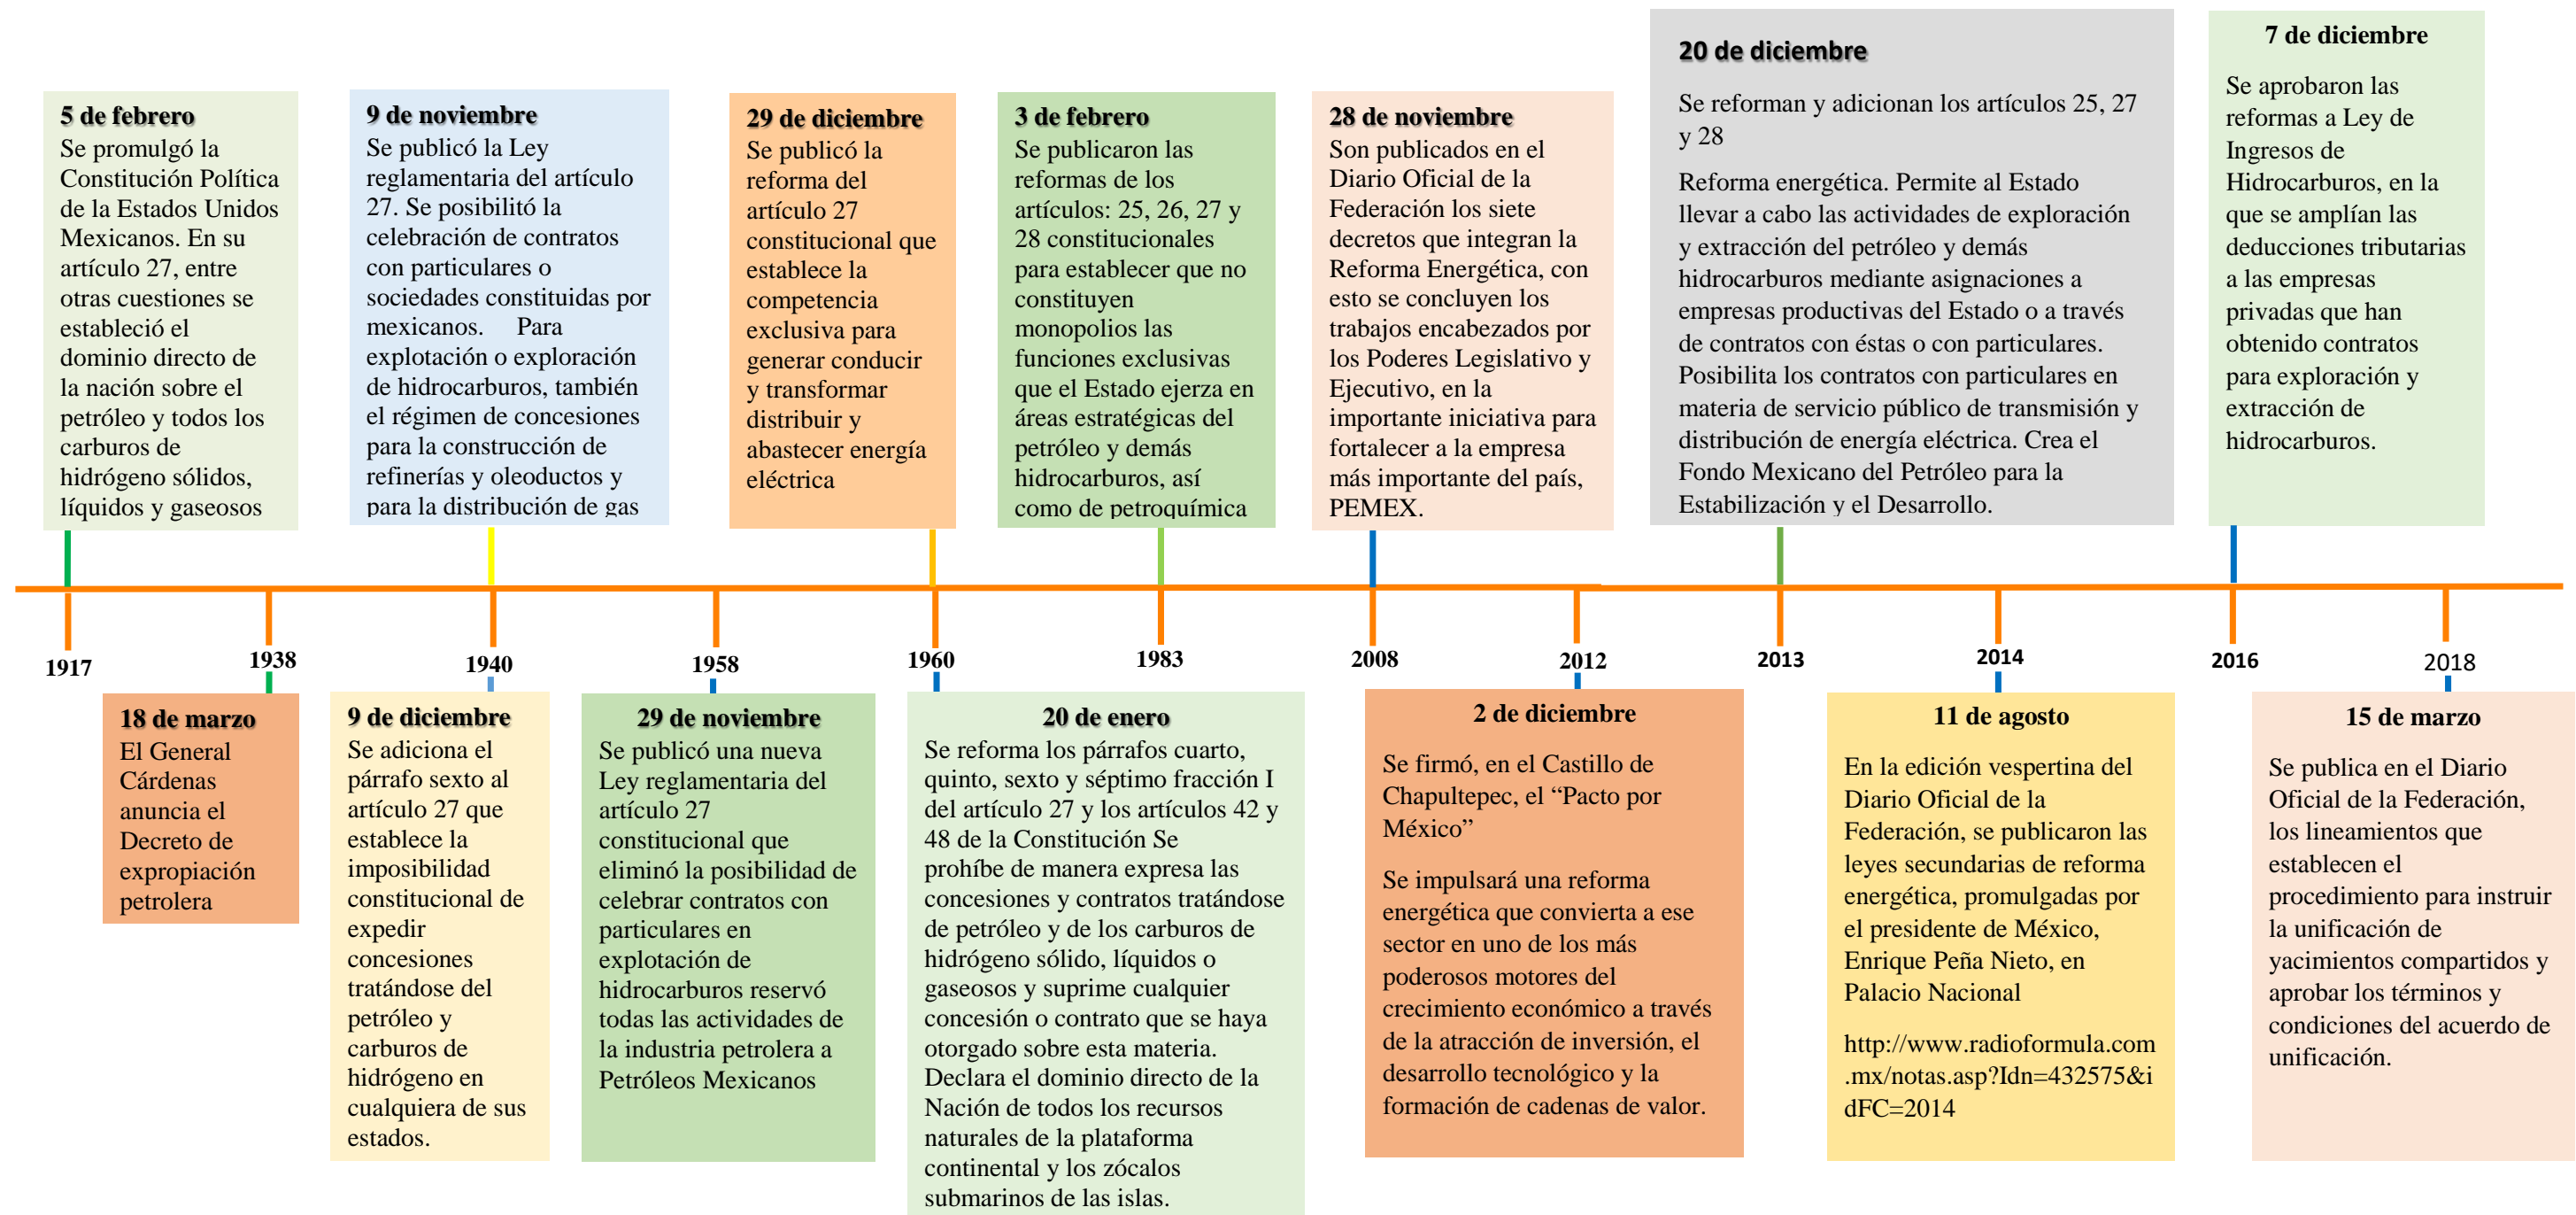 5 de febrero
Se promulgó la
Constitución Política
de la Estados Unidos
Mexicanos. En su
artículo 27, entre
otras cuestiones se
estableció el
dominio directo de
la nación sobre el
petróleo y todos los
carburos de
hidrógeno sólidos,
líquidos y gaseosos
9 de noviembre
Se publicó la Ley
reglamentaria del artículo
27. Se posibilitó la
celebración de contratos
con particulares o
sociedades constituidas por
mexicanos. Para
explotación o exploración
de hidrocarburos, también
el régimen de concesiones
para la construcción de
refinerías y oleoductos y
para la distribución de gas
29 de diciembre
Se publicó la
reforma del
artículo 27
constitucional que
establece la
competencia
exclusiva para
generar conducir
y transformar
distribuir y
abastecer energía
eléctrica
3 de febrero
Se publicaron las
reformas de los
artículos: 25, 26, 27 y
28 constitucionales
para establecer que no
constituyen
monopolios las
funciones exclusivas
que el Estado ejerza en
áreas estratégicas del
petróleo y demás
hidrocarburos, así
como de petroquímica
28 de noviembre
Son publicados en el
Diario Oficial de la
Federación los siete
decretos que integran la
Reforma Energética, con
esto se concluyen los
trabajos encabezados por
los Poderes Legislativo y
Ejecutivo, en la
importante iniciativa para
fortalecer a la empresa
más importante del país,
PEMEX.
20 de diciembre
Se reforman y adicionan los artículos 25, 27
y 28
Reforma energética. Permite al Estado
llevar a cabo las actividades de exploración
y extracción del petróleo y demás
hidrocarburos mediante asignaciones a
empresas productivas del Estado o a través
de contratos con éstas o con particulares.
Posibilita los contratos con particulares en
materia de servicio público de transmisión y
distribución de energía eléctrica. Crea el
Fondo Mexicano del Petróleo para la
Estabilización y el Desarrollo.
7 de diciembre
Se aprobaron las
reformas a Ley de
Ingresos de
Hidrocarburos, en la
que se amplían las
deducciones tributarias
a las empresas
privadas que han
obtenido contratos
para exploración y
extracción de
hidrocarburos.
1917
1938
1940
1958
1960
1983
2008
2012
2013
2014
2016
2018
18 de marzo
El General
Cárdenas
anuncia el
Decreto de
expropiación
petrolera
9 de diciembre
Se adiciona el
párrafo sexto al
artículo 27 que
establece la
imposibilidad
constitucional de
expedir
concesiones
tratándose del
petróleo y
carburos de
hidrógeno en
cualquiera de sus
estados.
29 de noviembre
Se publicó una nueva
Ley reglamentaria del
artículo 27
constitucional que
eliminó la posibilidad de
celebrar contratos con
particulares en
explotación de
hidrocarburos reservó
todas las actividades de
la industria petrolera a
Petróleos Mexicanos
20 de enero
Se reforma los párrafos cuarto,
quinto, sexto y séptimo fracción I
del artículo 27 y los artículos 42 y
48 de la Constitución Se
prohíbe de manera expresa las
concesiones y contratos tratándose
de petróleo y de los carburos de
hidrógeno sólido, líquidos o
gaseosos y suprime cualquier
concesión o contrato que se haya
otorgado sobre esta materia.
Declara el dominio directo de la
Nación de todos los recursos
naturales de la plataforma
continental y los zócalos
submarinos de las islas.
2 de diciembre
Se firmó, en el Castillo de
Chapultepec, el “Pacto por
México”
Se impulsará una reforma
energética que convierta a ese
sector en uno de los más
poderosos motores del
crecimiento económico a través
de la atracción de inversión, el
desarrollo tecnológico y la
formación de cadenas de valor.
11 de agosto
En la edición vespertina del
Diario Oficial de la
Federación, se publicaron las
leyes secundarias de reforma
energética, promulgadas por
el presidente de México,
Enrique Peña Nieto, en
Palacio Nacional
http://www.radioformula.com
.mx/notas.asp?Idn=432575&i
dFC=2014
15 de marzo
Se publica en el Diario
Oficial de la Federación,
los lineamientos que
establecen el
procedimiento para instruir
la unificación de
yacimientos compartidos y
aprobar los términos y
condiciones del acuerdo de
unificación.